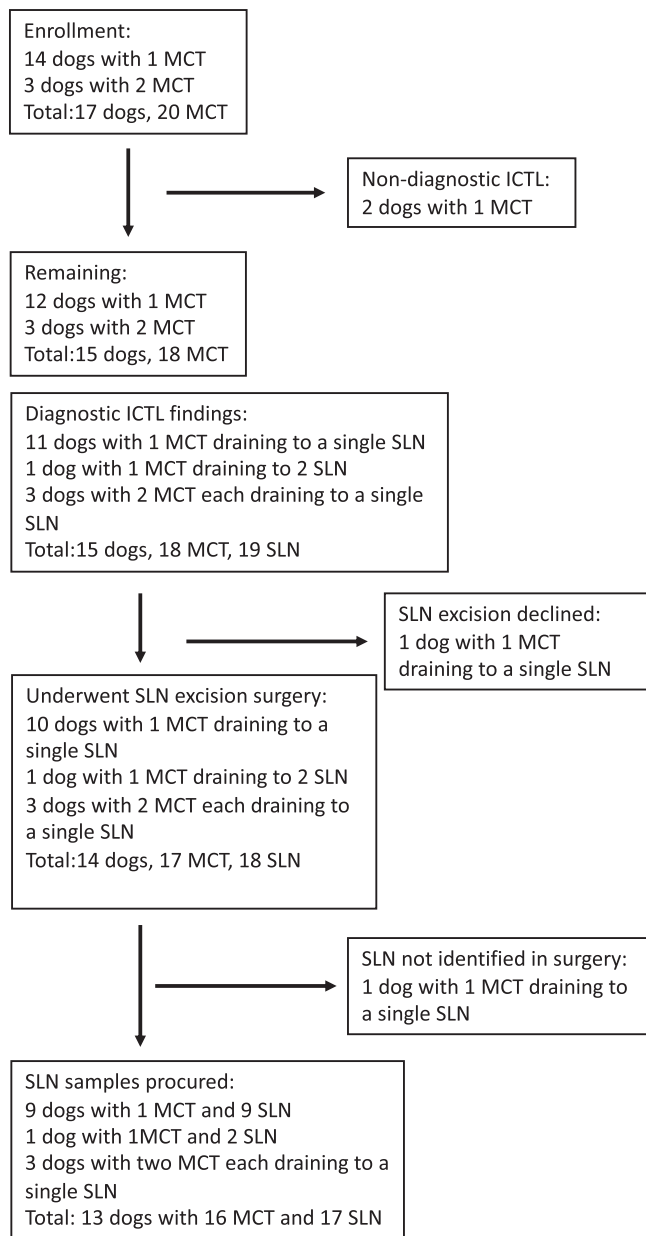 Enrollment:
14 dogs with 1 MCT
3 dogs with 2 MCT
Total:17 dogs, 20 MCT
Non-diagnostic ICTL:
2 dogs with 1 MCT
Remaining:
12 dogs with 1 MCT
3 dogs with 2 MCT
Total:15 dogs, 18 MCT
Diagnostic ICTL findings:
11 dogs with 1 MCT draining to a single SLN
1 dog with 1 MCT draining to 2 SLN
3 dogs with 2 MCT each draining to a single
SLN
Total:15 dogs, 18 MCT, 19 SLN
SLN excision declined:
1 dog with 1 MCT
draining to a single SLN
Underwent SLN excision surgery:
10 dogs with 1 MCT draining to a
single SLN
1 dog with 1 MCT draining to 2 SLN
3 dogs with 2 MCT each draining to
a single SLN
Total:14 dogs, 17 MCT, 18 SLN
SLN not identified in surgery:
1 dog with 1 MCT draining to
a single SLN
SLN samples procured:
9 dogs with 1 MCT and 9 SLN
1 dog with 1MCT and 2 SLN
3 dogs with two MCT each draining to a
single SLN
Total: 13 dogs with 16 MCT and 17 SLN